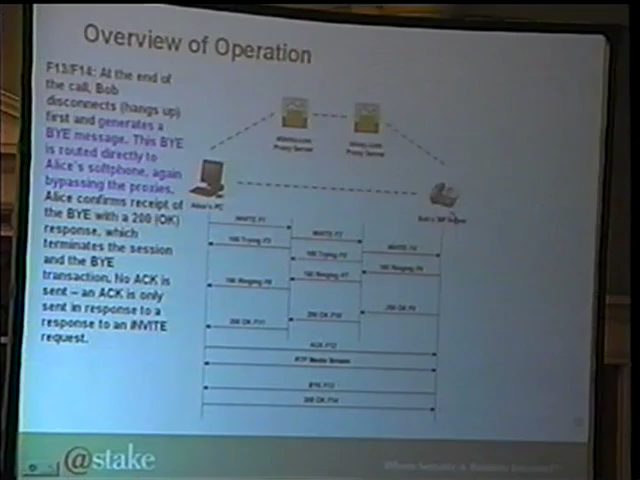 Overview of Operation
F13/F14: At the end of
the call, Bob
disconnects (hangs up)
first and generates a
BYE message. This BYE
is routed directly to
Alice's softphone, again
bypassing the proxies.
Alice confirms receipt of
the BYE with a 200 (OK)
response, which
terminates the session
and the BYE
transaction. No ACK is
sent – an ACK is only
sent in response to a
response to an INVITE
request.
Proxy Server
Proxy Server
Alice's PC
INVITE F1
INVITE F2
INVITE F4
100 Trying F3
100 Trying F5
180 Ringing F6
180 Ringing F7
180 Ringing F8
200 OK F9
200 OK F10
200 OK F11
ACK F12
RTP Media Stream
BYE F13
200 OK F14
@stake